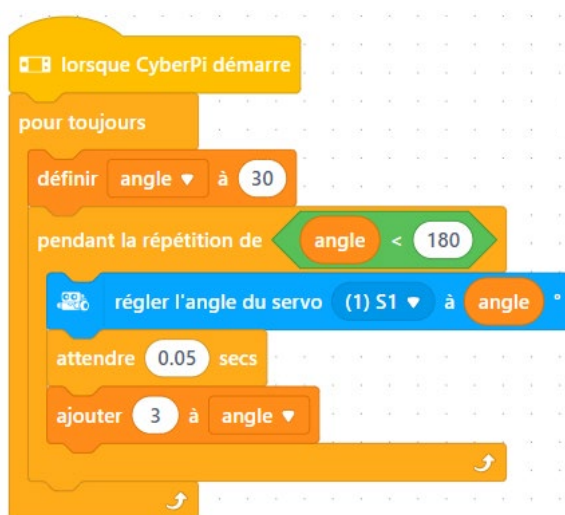 lorsque CyberPi démarre
pour toujours
définir angle à 30
pendant la répétition de angle < 180
régler l'angle du servo (1) S1 à angle °
attendre 0.05 secs
ajouter 3 à angle